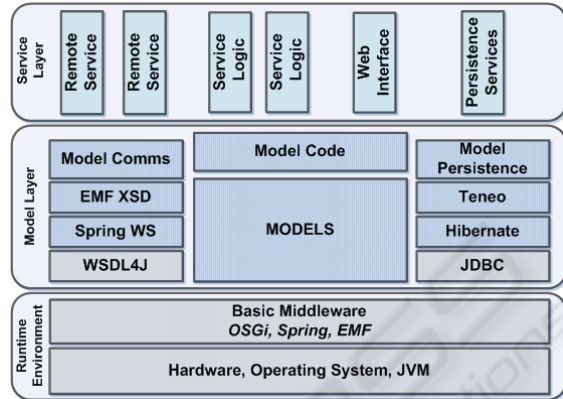 Service
Layer
Remote
Service
Remote
Service
Service
Logic
Service
Logic
Web
Interface
Persistence
Services
Model Layer
Model Comms
EMF XSD
Spring WS
WSDL4J
Model Code
MODELS
Model
Persistence
Teneo
Hibernate
JDBC
Runtime
Environment
Basic Middleware
OSGi, Spring, EMF
Hardware, Operating System, JVM